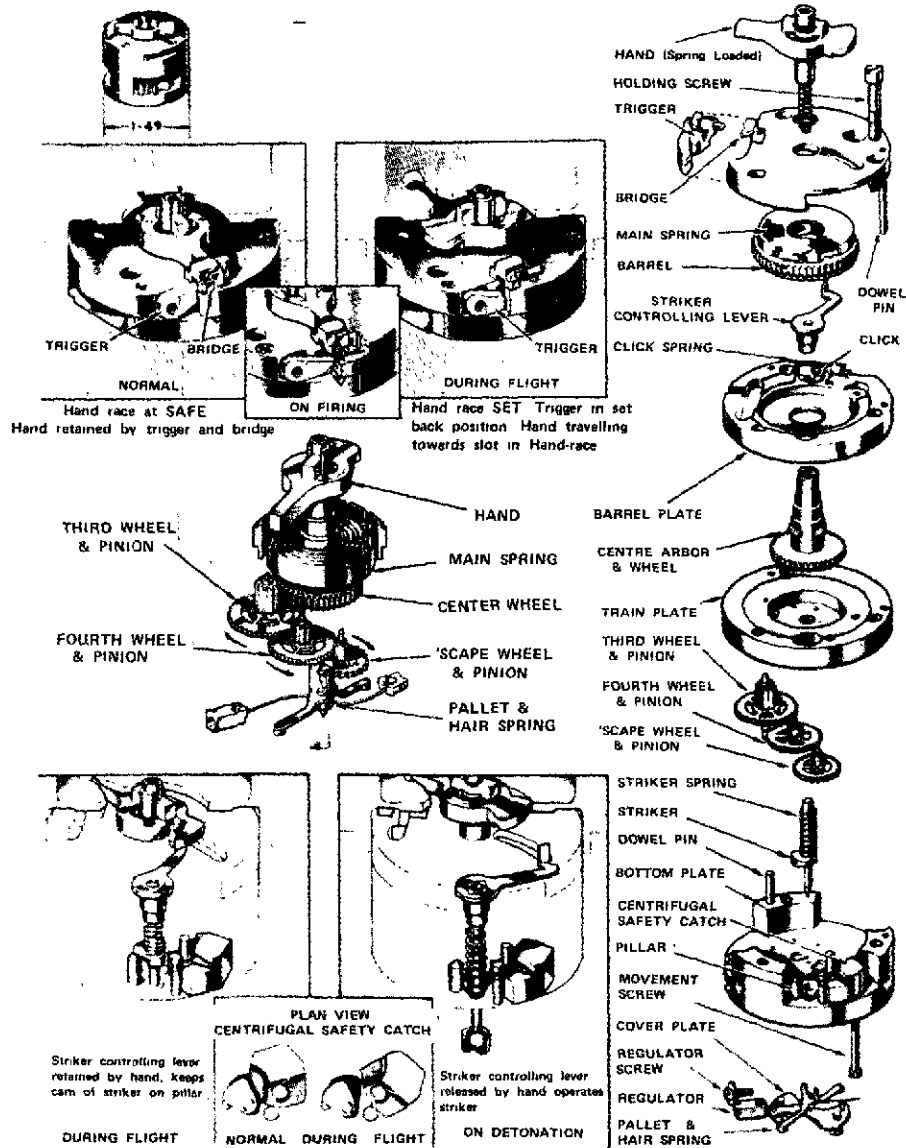 1·49
TRIGGER
BRIDGE
NORMAL
Hand race at SAFE
Hand retained by trigger and bridge
ON FIRING
TRIGGER
DURING FLIGHT
Hand race SET Trigger in set
back position Hand travelling
towards slot in Hand-race
THIRD WHEEL
& PINION
FOURTH WHEEL
& PINION
HAND
MAIN SPRING
CENTER WHEEL
'SCAPE WHEEL
& PINION
PALLET &
HAIR SPRING
Striker controlling lever
retained by hand, keeps
cam of striker on pillar
DURING FLIGHT
PLAN VIEW
CENTRIFUGAL SAFETY CATCH
NORMAL DURING FLIGHT
Striker controlling lever
released by hand operates
striker
ON DETONATION
HAND (Spring Loaded)
HOLDING SCREW
TRIGGER
BRIDGE
MAIN SPRING
BARREL
DOWEL
PIN
STRIKER
CONTROLLING LEVER
CLICK SPRING
CLICK
BARREL PLATE
CENTRE ARBOR
& WHEEL
TRAIN PLATE
THIRD WHEEL
& PINION
FOURTH WHEEL
& PINION
'SCAPE WHEEL
& PINION
STRIKER SPRING
STRIKER
DOWEL PIN
BOTTOM PLATE
CENTRIFUGAL
SAFETY CATCH
PILLAR
MOVEMENT
SCREW
COVER PLATE
REGULATOR
SCREW
REGULATOR
PALLET &
HAIR SPRING